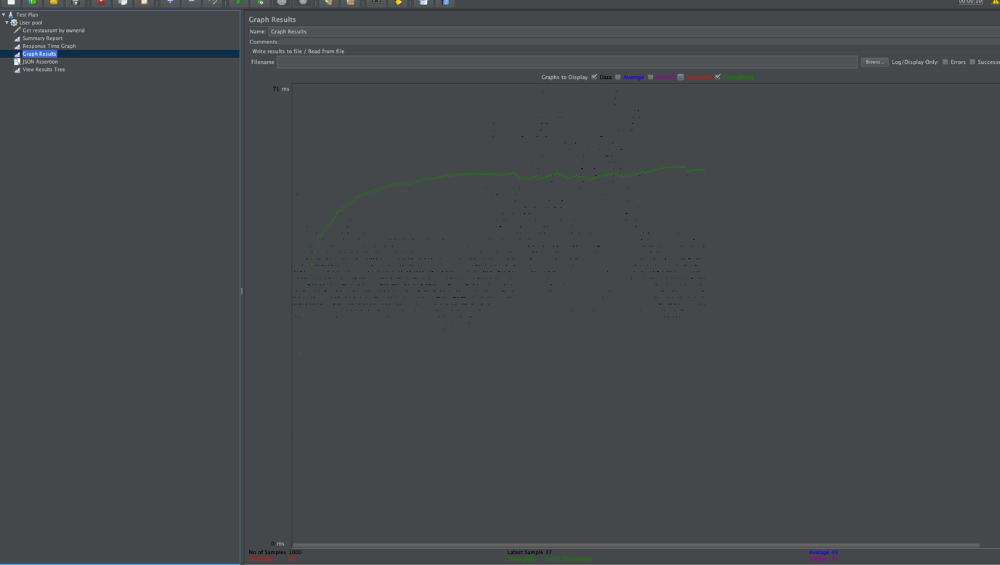 00:00:10
Test Plan
User pool
Get restaurant by ownerid
Summary Report
Response Time Graph
Graph Results
JSON Assertion
View Results Tree
Graph Results
Name: Graph Results
Comments:
Write results to file / Read from file
Filename Browse... Log/Display Only: Errors Successe
Graphs to Display Data Average Median Deviation Throughput
71 ms
0 ms
No of Samples 1000 Latest Sample 37 Average 49
Deviation Throughput Median